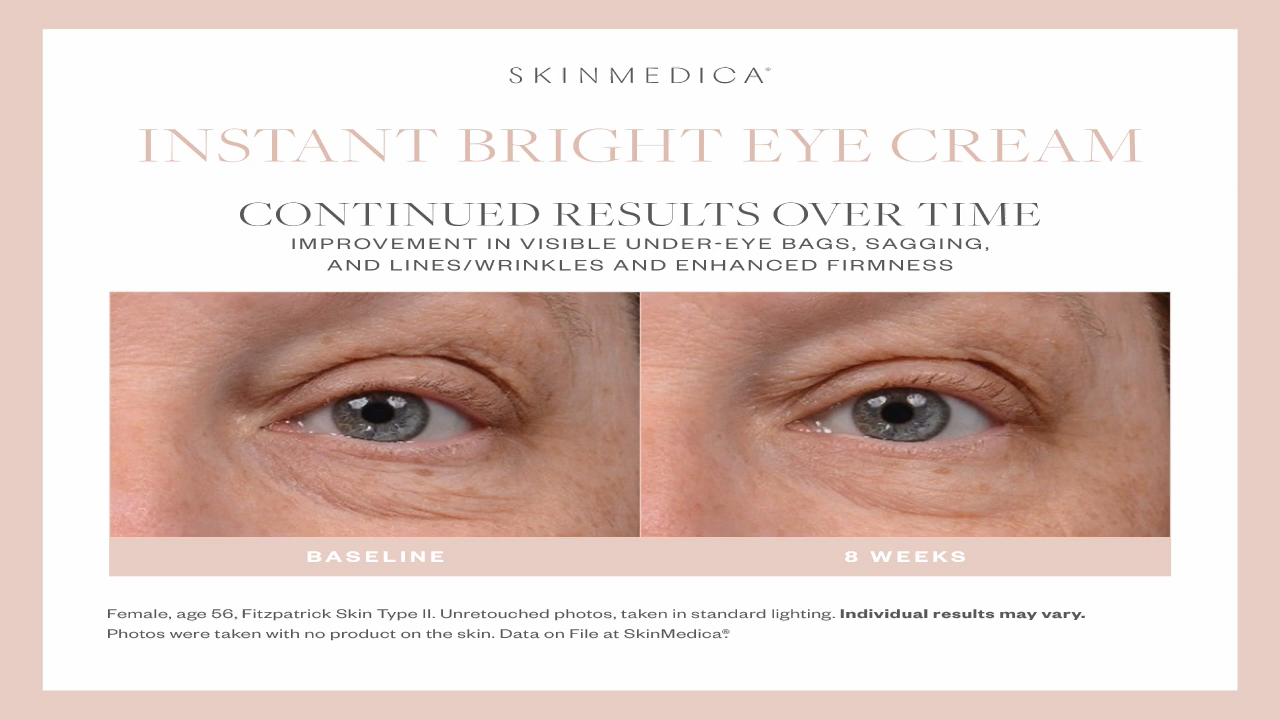 SKINMEDICA®
INSTANT BRIGHT EYE CREAM
CONTINUED RESULTS OVER TIME
IMPROVEMENT IN VISIBLE UNDER-EYE BAGS, SAGGING,
AND LINES/WRINKLES AND ENHANCED FIRMNESS
BASELINE
8 WEEKS
Female, age 56, Fitzpatrick Skin Type II. Unretouched photos, taken in standard lighting. Individual results may vary.
Photos were taken with no product on the skin. Data on File at SkinMedica®.